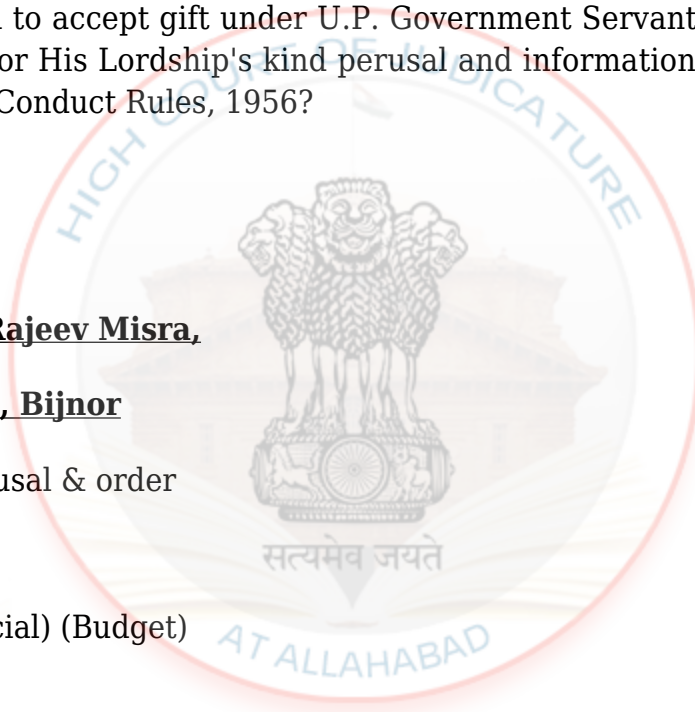 to accept gift under U.P. Government Servant
or His Lordship's kind perusal and information
Conduct Rules, 1956?
HIGH COURT OF JUDICATURE
Rajeev Misra,
, Bijnor
usal & order
सत्यमेव जयते
cial) (Budget)
AT ALLAHABAD